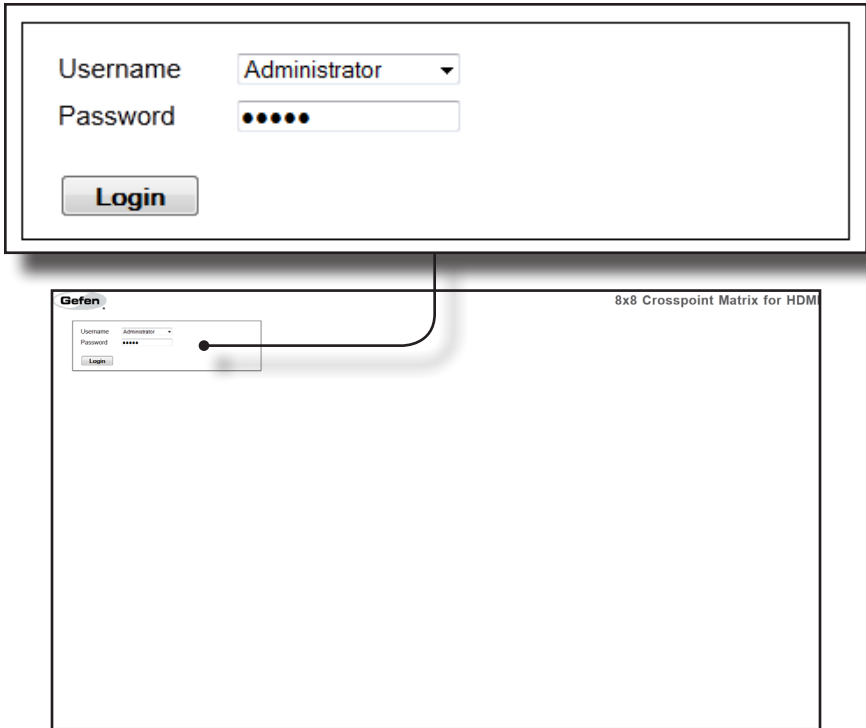 Username Administrator
Password •••••
Login
Gefen 8x8 Crosspoint Matrix for HDMI
Username Administrator
Password •••••
Login